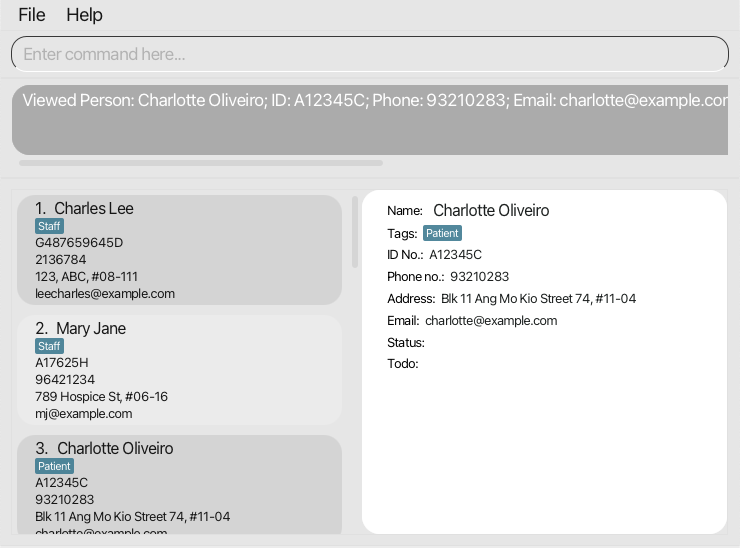 File Help
Enter command here...
Viewed Person: Charlotte Oliveiro; ID: A12345C; Phone: 93210283; Email: charlotte@example.com
1. Charles Lee
Staff
G487659645D
2136784
123, ABC, #08-111
leecharles@example.com
2. Mary Jane
Staff
A17625H
96421234
789 Hospice St, #06-16
mj@example.com
3. Charlotte Oliveiro
Patient
A12345C
93210283
Blk 11 Ang Mo Kio Street 74, #11-04
charlotte@example.com
Name: Charlotte Oliveiro
Tags: Patient
ID No.: A12345C
Phone no.: 93210283
Address: Blk 11 Ang Mo Kio Street 74, #11-04
Email: charlotte@example.com
Status:
Todo: